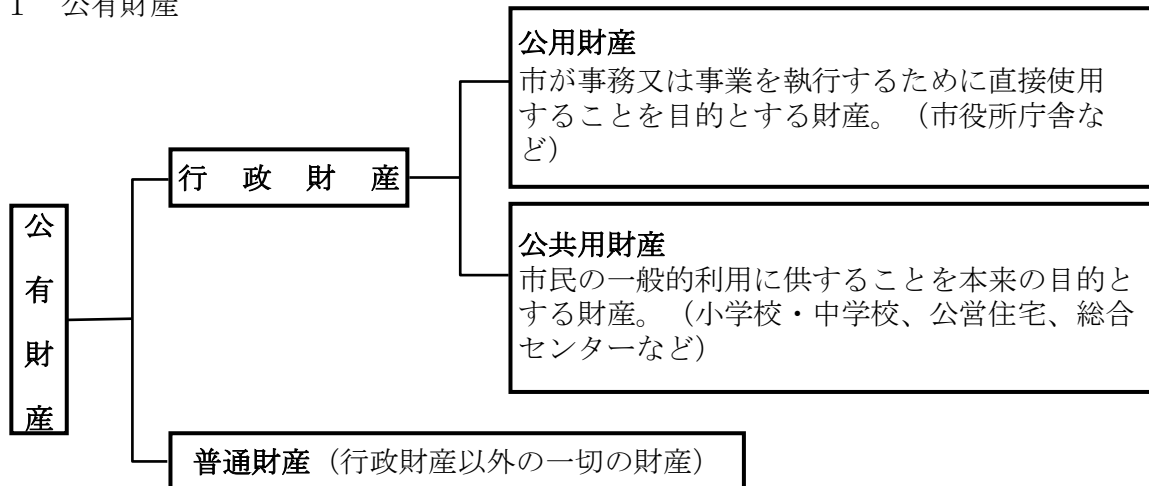 1　公有財産
公用財産
市が事務又は事業を執行するために直接使用
することを目的とする財産。（市役所庁舎な
ど）
行　政　財　産
公共用財産
市民の一般的利用に供することを本来の目的と
する財産。（小学校・中学校、公営住宅、総合
センターなど）
公有財産
普通財産（行政財産以外の一切の財産）